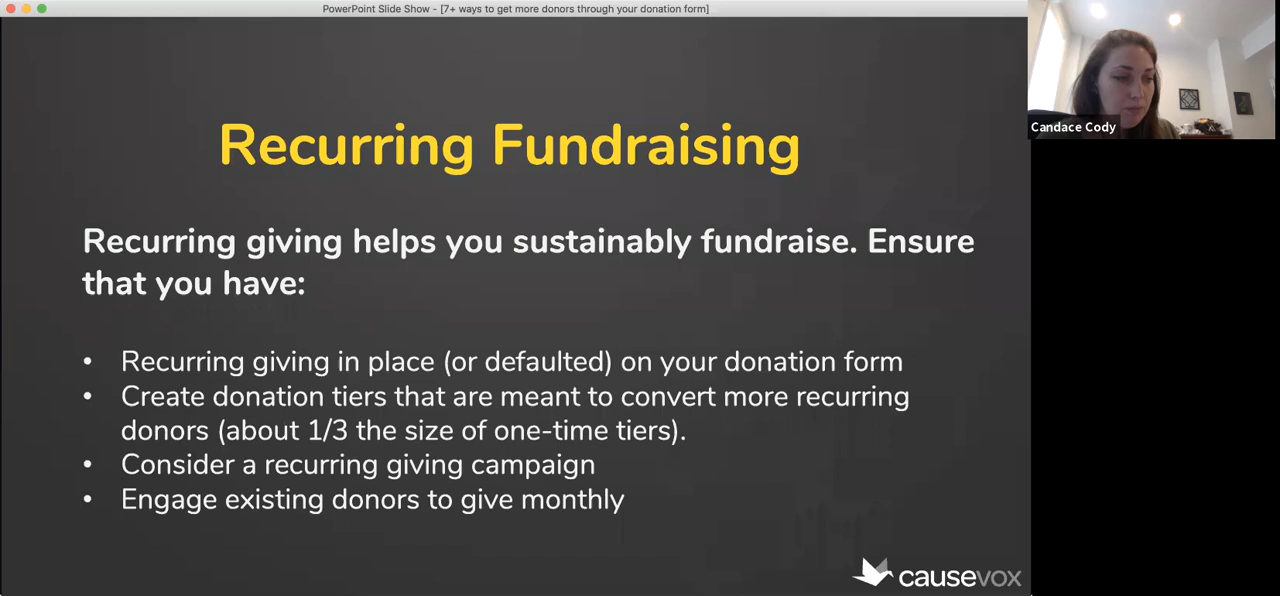 PowerPoint Slide Show - [7+ ways to get more donors through your donation form]
Candace Cody
Recurring Fundraising
Recurring giving helps you sustainably fundraise. Ensure
that you have:
• Recurring giving in place (or defaulted) on your donation form
• Create donation tiers that are meant to convert more recurring
donors (about 1/3 the size of one-time tiers).
• Consider a recurring giving campaign
• Engage existing donors to give monthly
causevox